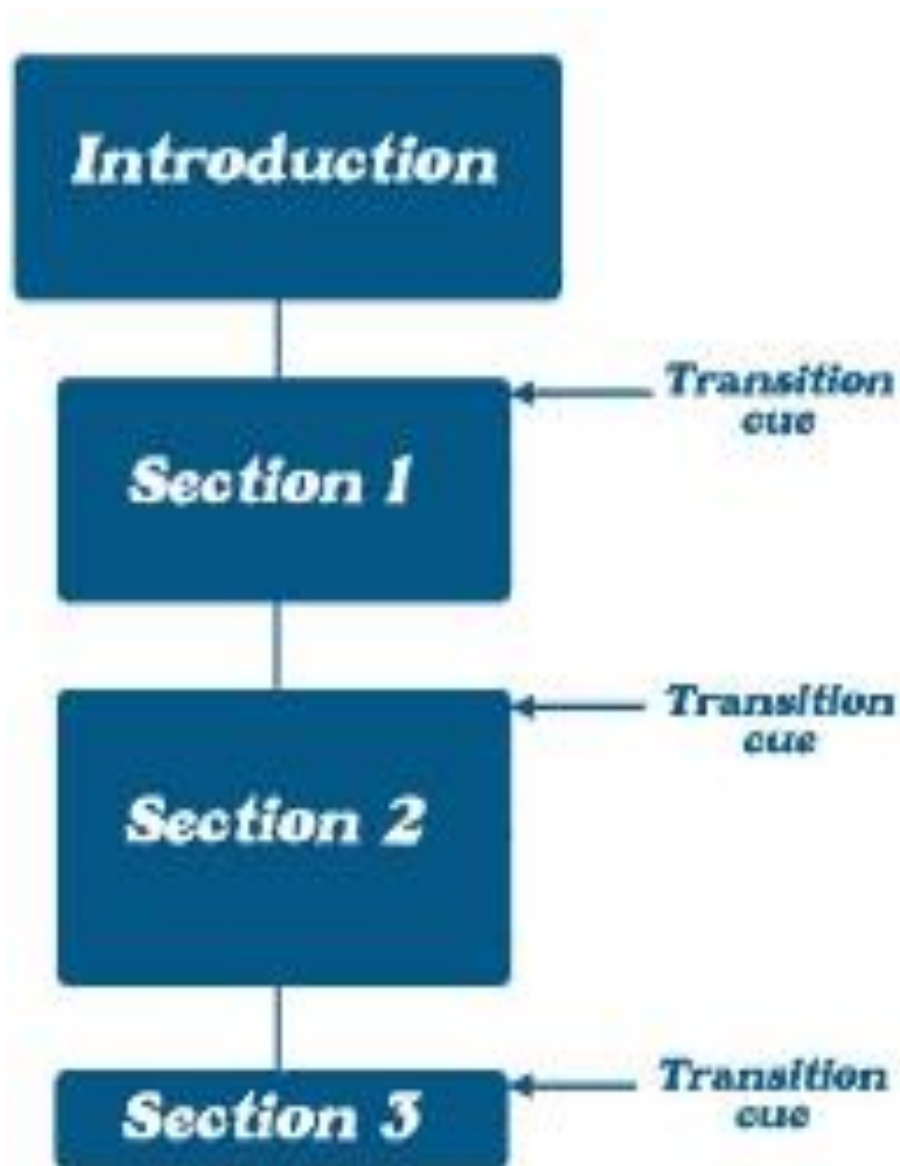 Introduction
Transition
cue
Section 1
Transition
cue
Section 2
Transition
cue
Section 3